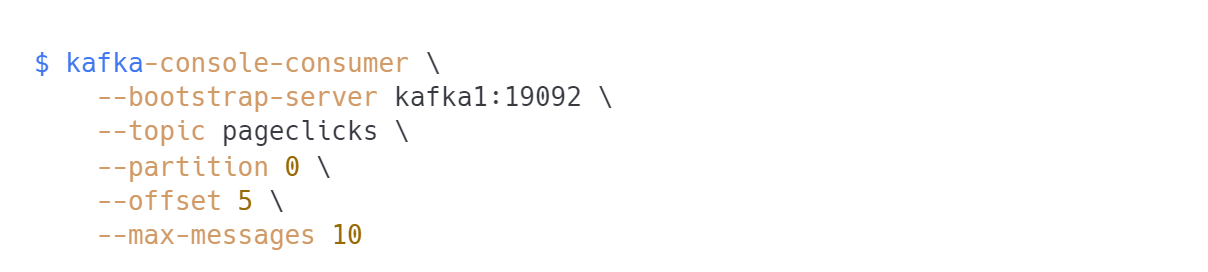 $ kafka-console-consumer \
    --bootstrap-server kafka1:19092 \
    --topic pageclicks \
    --partition 0 \
    --offset 5 \
    --max-messages 10